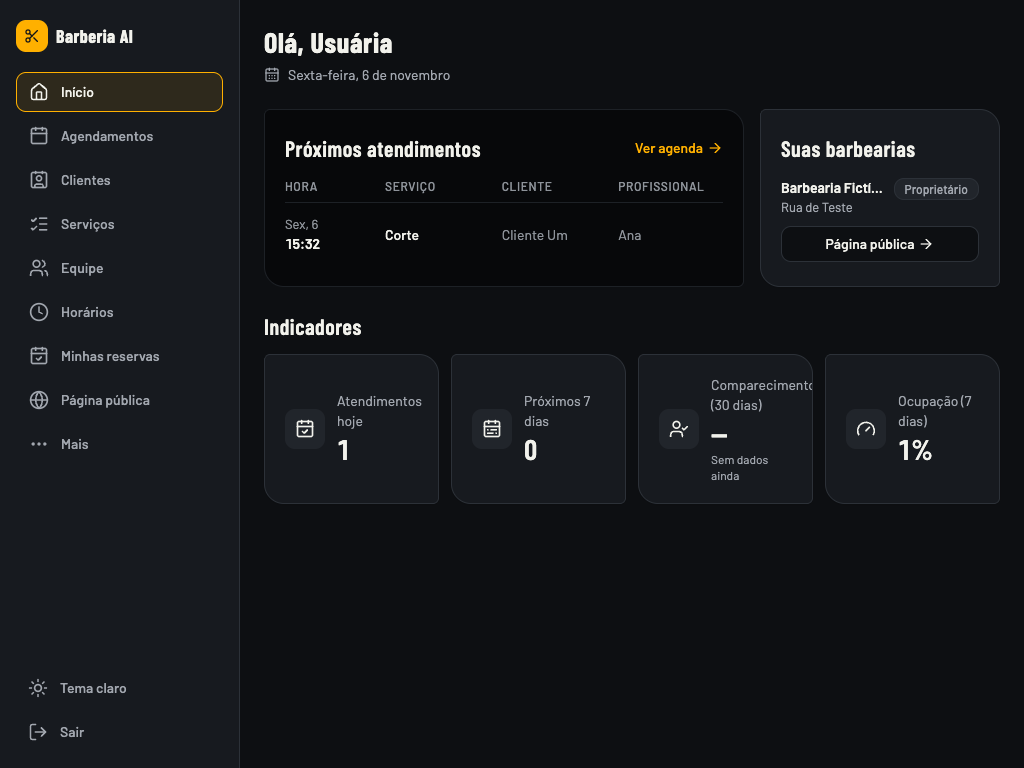 Barberia AI
Início
Agendamentos
Clientes
Serviços
Equipe
Horários
Minhas reservas
Página pública
Mais
Tema claro
Sair
Olá, Usuária
Sexta-feira, 6 de novembro
Próximos atendimentos
Ver agenda →
HORA SERVIÇO CLIENTE PROFISSIONAL
Sex, 6
15:32 Corte Cliente Um Ana
Suas barbearias
Barbearia Fictí... Proprietário
Rua de Teste
Página pública →
Indicadores
Atendimentos
hoje
1
Próximos 7
dias
0
Comparecimento
(30 dias)
—
Sem dados
ainda
Ocupação (7
dias)
1%